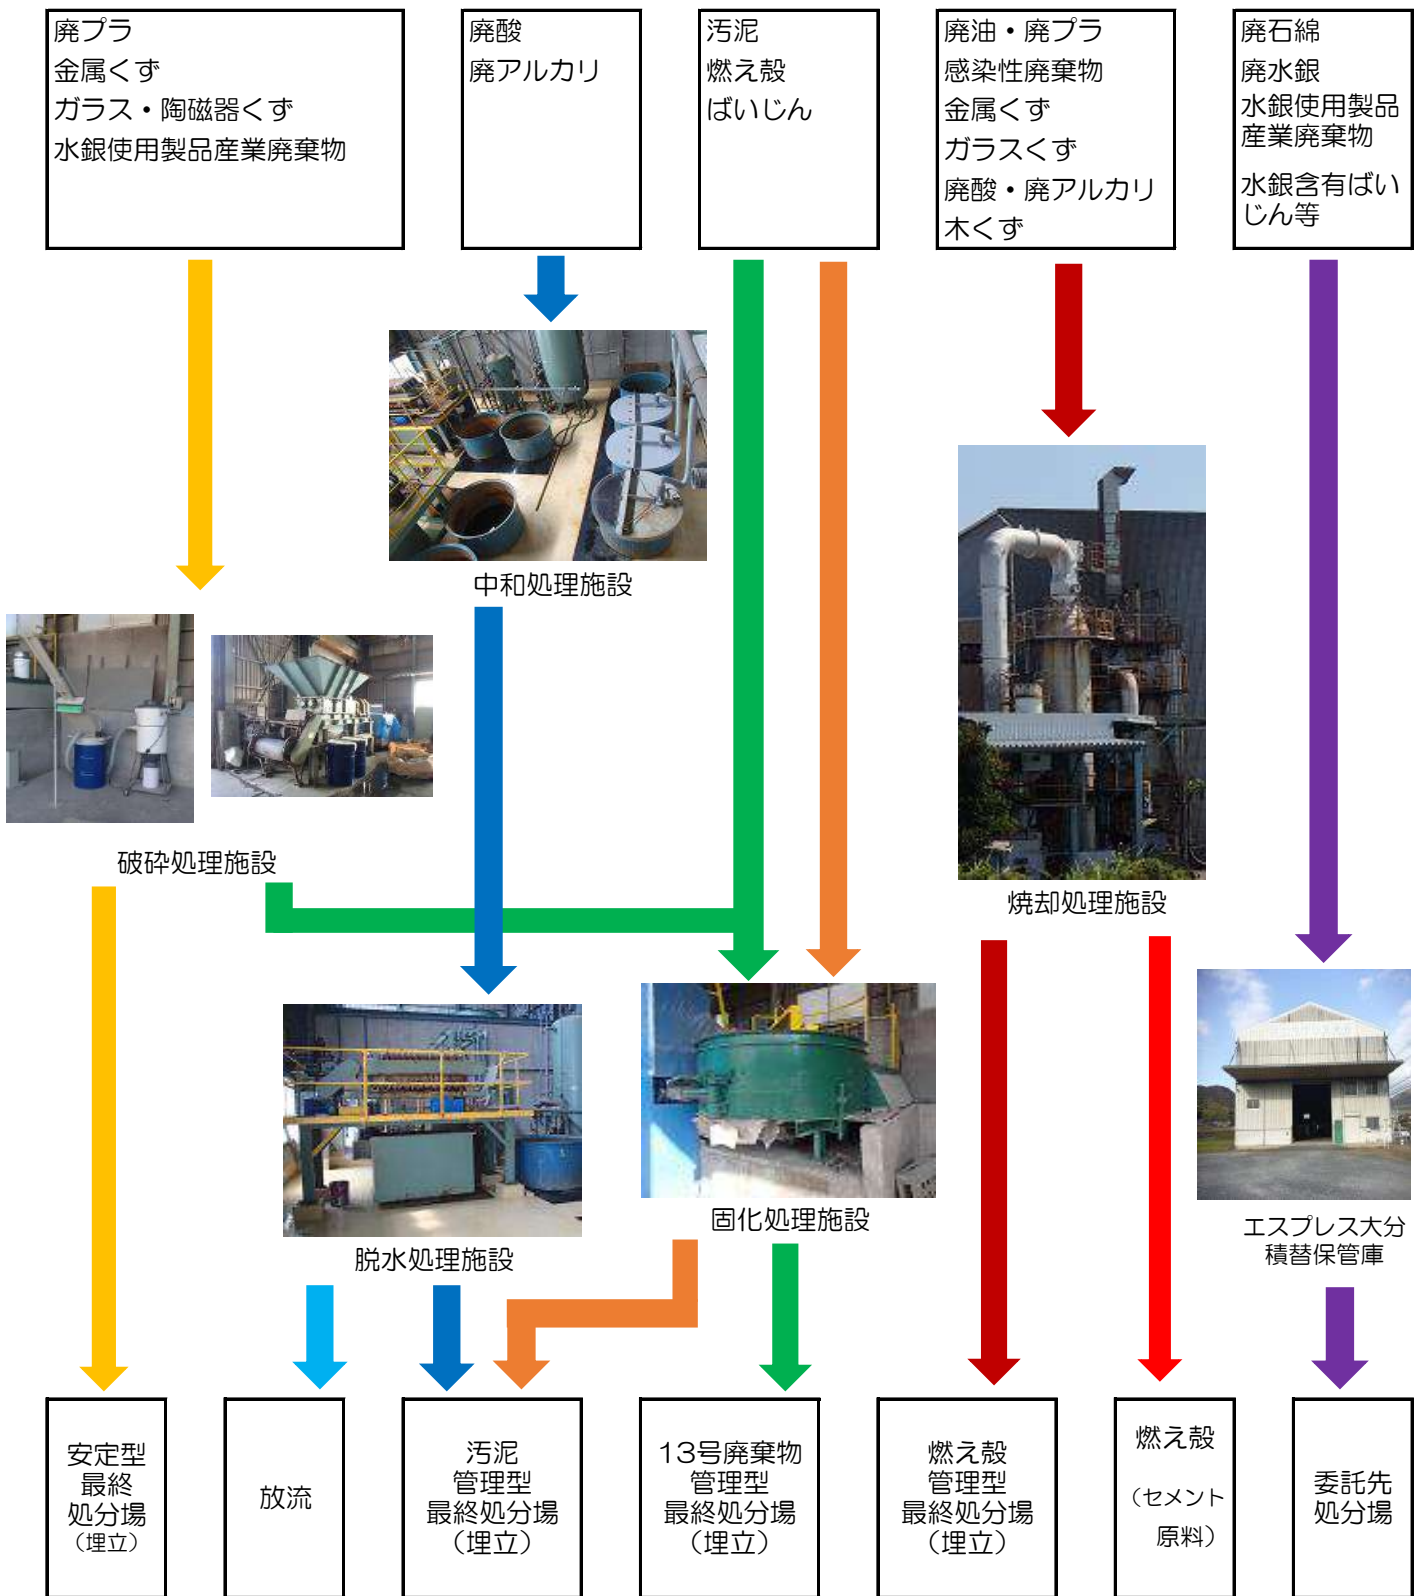 廃プラ
金属くず
ガラス・陶磁器くず
水銀使用製品産業廃棄物
廃酸
廃アルカリ
汚泥
燃え殻
ばいじん
廃油・廃プラ
感染性廃棄物
金属くず
ガラスくず
廃酸・廃アルカリ
木くず
廃石綿
廃水銀
水銀使用製品
産業廃棄物
水銀含有ばい
じん等
中和処理施設
破砕処理施設
焼却処理施設
脱水処理施設
固化処理施設
エスプレス大分
積替保管庫
安定型
最終
処分場
（埋立）
放流
汚泥
管理型
最終処分場
（埋立）
13号廃棄物
管理型
最終処分場
（埋立）
燃え殻
管理型
最終処分場
（埋立）
燃え殻
（セメント
原料）
委託先
処分場